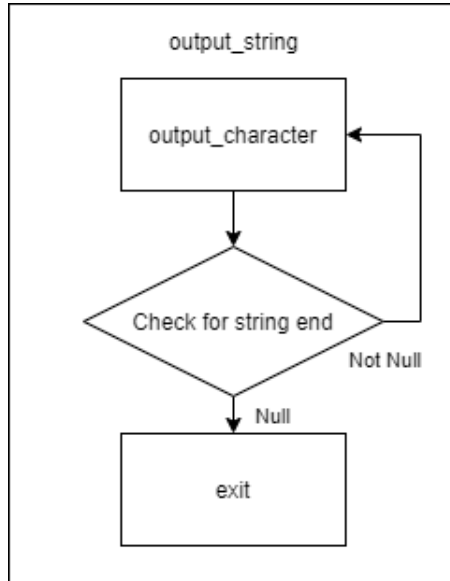 output_string
output_character
Check for string end
Not Null
Null
exit